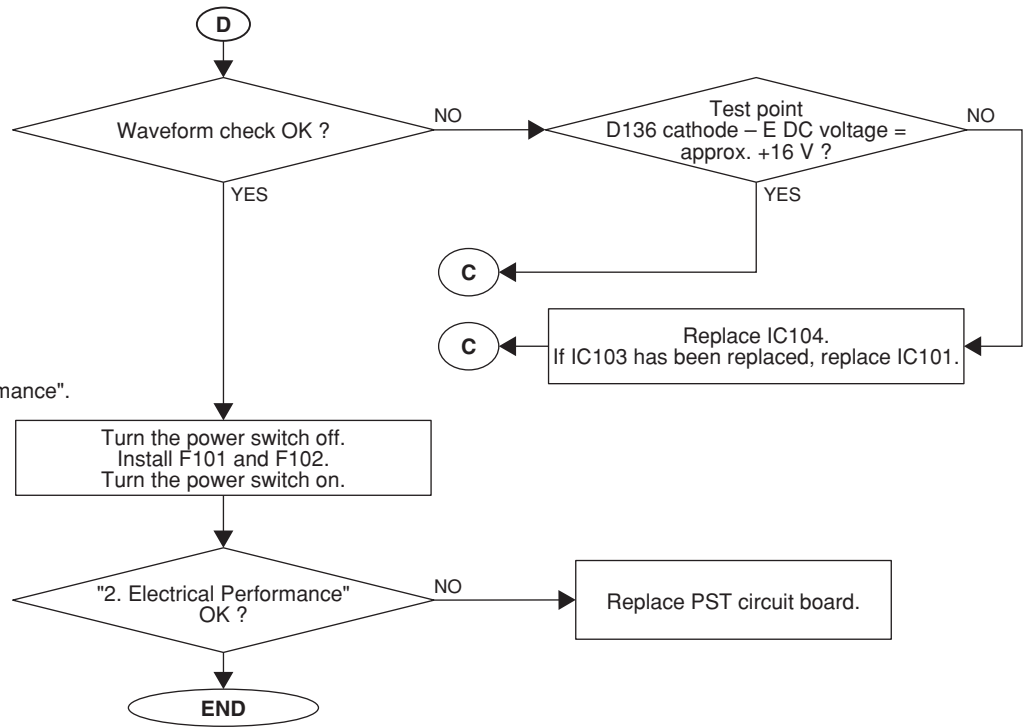 D
Waveform check OK ?
NO
YES
Test point
D136 cathode – E DC voltage =
approx. +16 V ?
NO
YES
C
C
Replace IC104.
If IC103 has been replaced, replace IC101.
mance".
Turn the power switch off.
Install F101 and F102.
Turn the power switch on.
"2. Electrical Performance"
OK ?
NO
Replace PST circuit board.
END